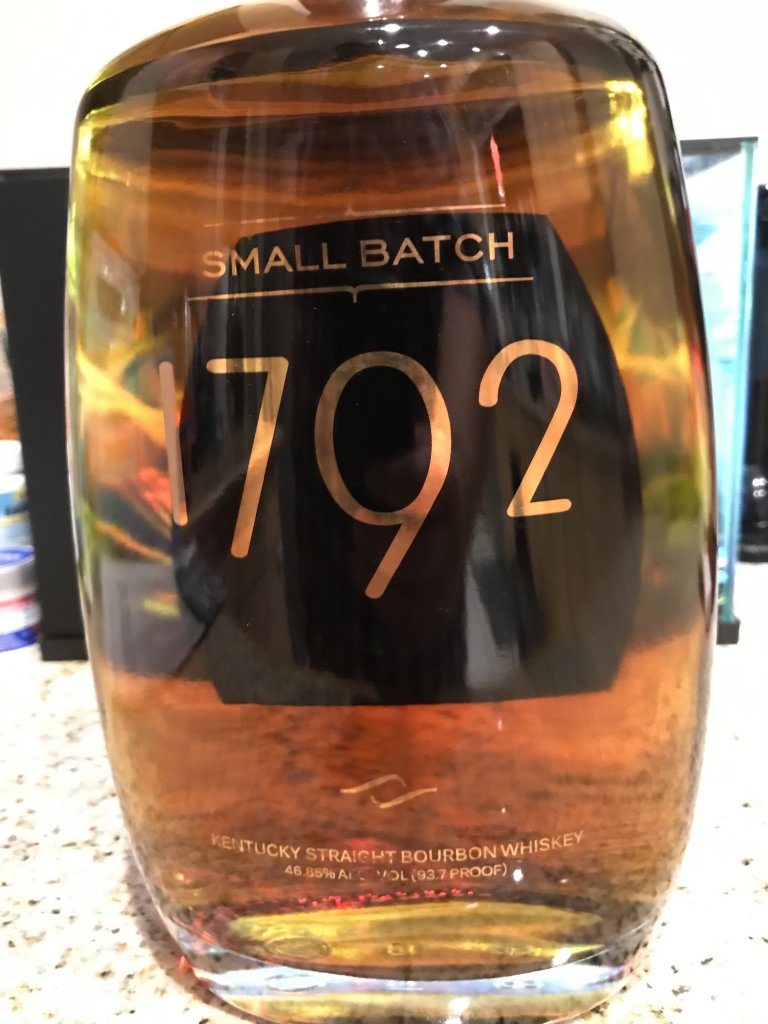 SMALL BATCH
1792
KENTUCKY STRAIGHT BOURBON WHISKEY
46.85% ALC VOL (93.7 PROOF)